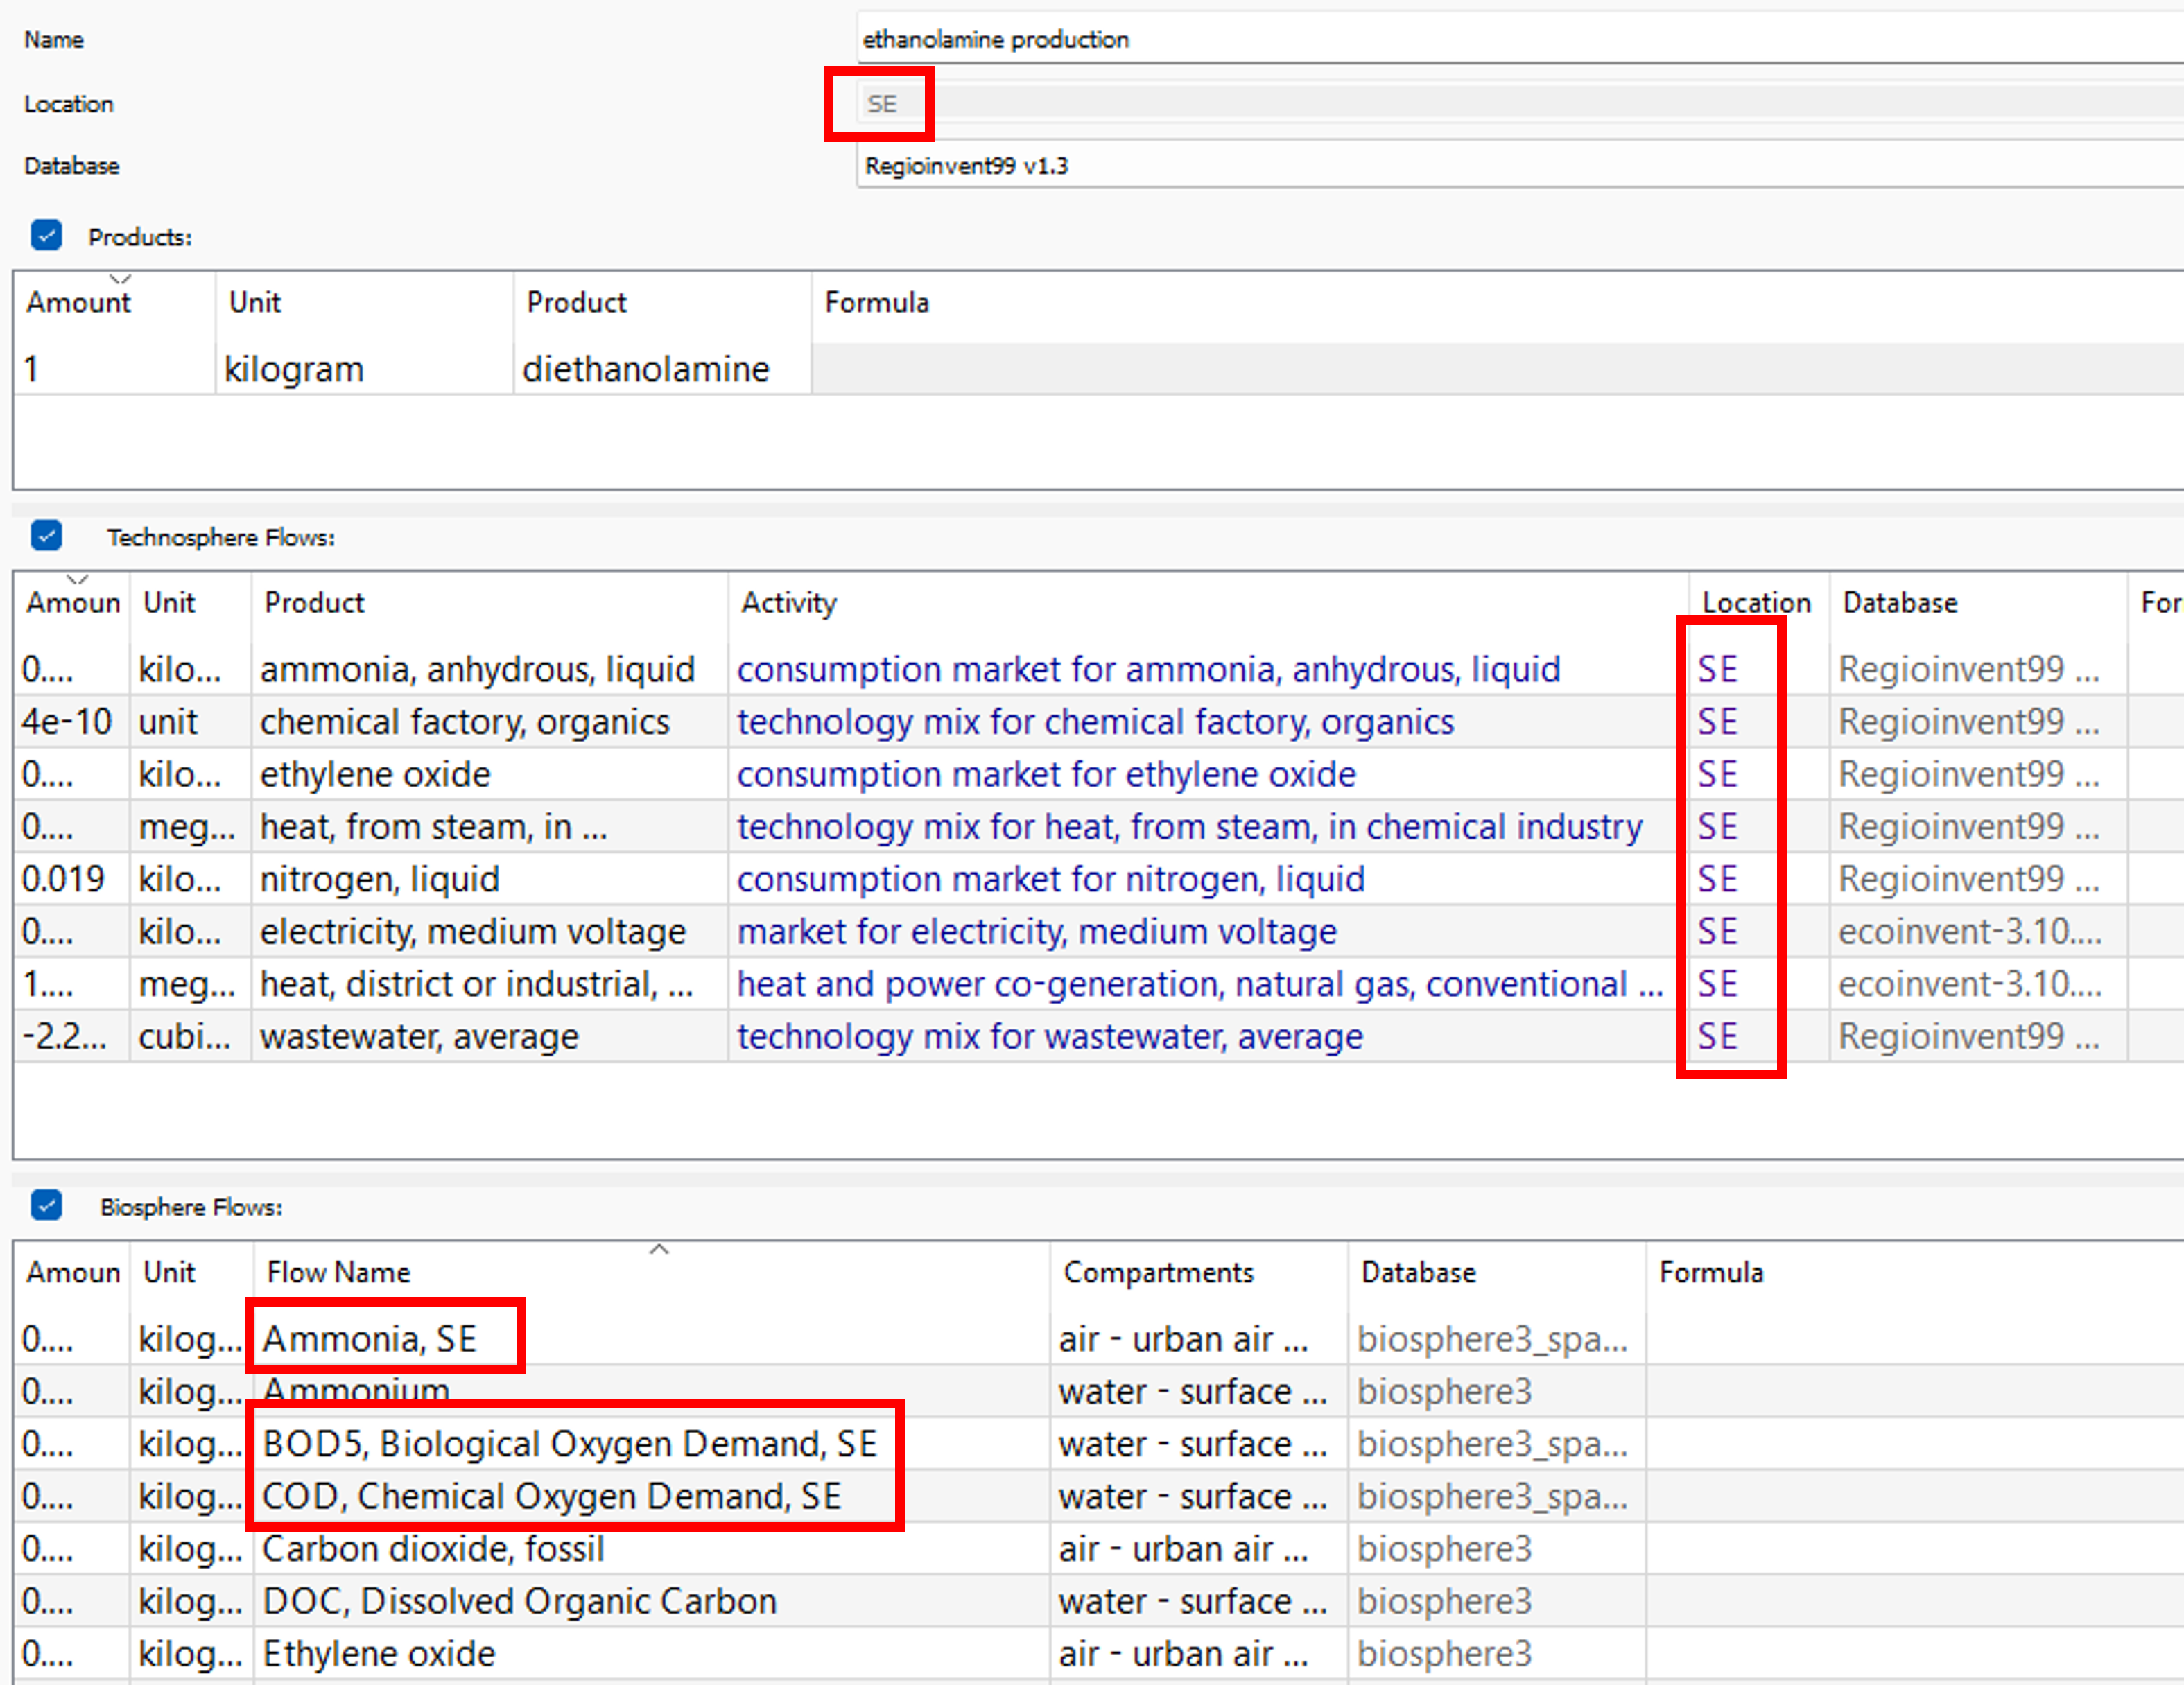 Name ethanolamine production
Location SE
Database Regioinvent99 v1.3
Products:
Amount Unit Product Formula
1 kilogram diethanolamine
Technosphere Flows:
Amoun Unit Product Activity Location Database For
0.... kilo... ammonia, anhydrous, liquid consumption market for ammonia, anhydrous, liquid SE Regioinvent99 ...
4e-10 unit chemical factory, organics technology mix for chemical factory, organics SE Regioinvent99 ...
0.... kilo... ethylene oxide consumption market for ethylene oxide SE Regioinvent99 ...
0.... meg... heat, from steam, in ... technology mix for heat, from steam, in chemical industry SE Regioinvent99 ...
0.019 kilo... nitrogen, liquid consumption market for nitrogen, liquid SE Regioinvent99 ...
0.... kilo... electricity, medium voltage market for electricity, medium voltage SE ecoinvent-3.10....
1.... meg... heat, district or industrial, ... heat and power co-generation, natural gas, conventional ... SE ecoinvent-3.10....
-2.2... cubi... wastewater, average technology mix for wastewater, average SE Regioinvent99 ...
Biosphere Flows:
Amoun Unit Flow Name Compartments Database Formula
0.... kilog... Ammonia, SE air - urban air ... biosphere3_spa...
0.... kilog... Ammonium water - surface ... biosphere3
0.... kilog... BOD5, Biological Oxygen Demand, SE water - surface ... biosphere3_spa...
0.... kilog... COD, Chemical Oxygen Demand, SE water - surface ... biosphere3_spa...
0.... kilog... Carbon dioxide, fossil air - urban air ... biosphere3
0.... kilog... DOC, Dissolved Organic Carbon water - surface ... biosphere3
0.... kilog... Ethylene oxide air - urban air ... biosphere3